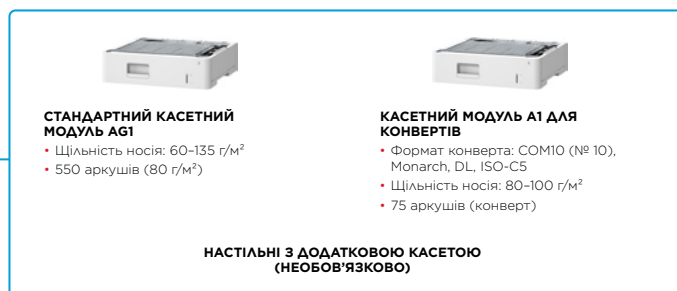 СТАНДАРТНИЙ КАСЕТНИЙ
МОДУЛЬ AG1
• Щільність носія: 60–135 г/м²
• 550 аркушів (80 г/м²)
КАСЕТНИЙ МОДУЛЬ A1 ДЛЯ
КОНВЕРТІВ
• Формат конверта: COM10 (№ 10),
Monarch, DL, ISO-C5
• Щільність носія: 80–100 г/м²
• 75 аркушів (конверт)
НАСТІЛЬНІ З ДОДАТКОВОЮ КАСЕТОЮ
(НЕОБОВ'ЯЗКОВО)